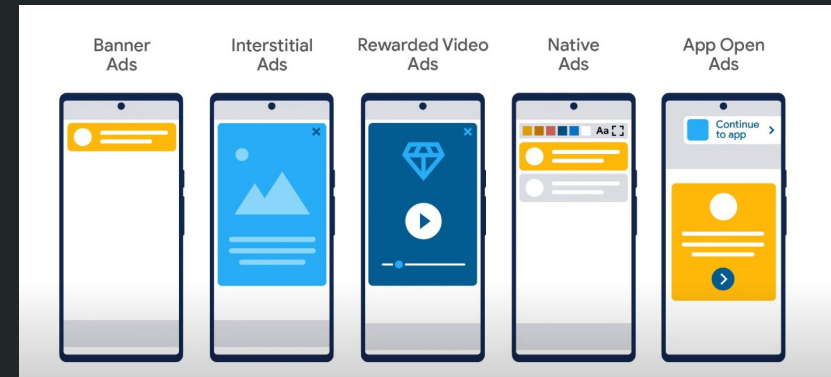 Banner
Ads
Interstitial
Ads
Rewarded Video
Ads
Native
Ads
App Open
Ads
Aa
Continue
to app